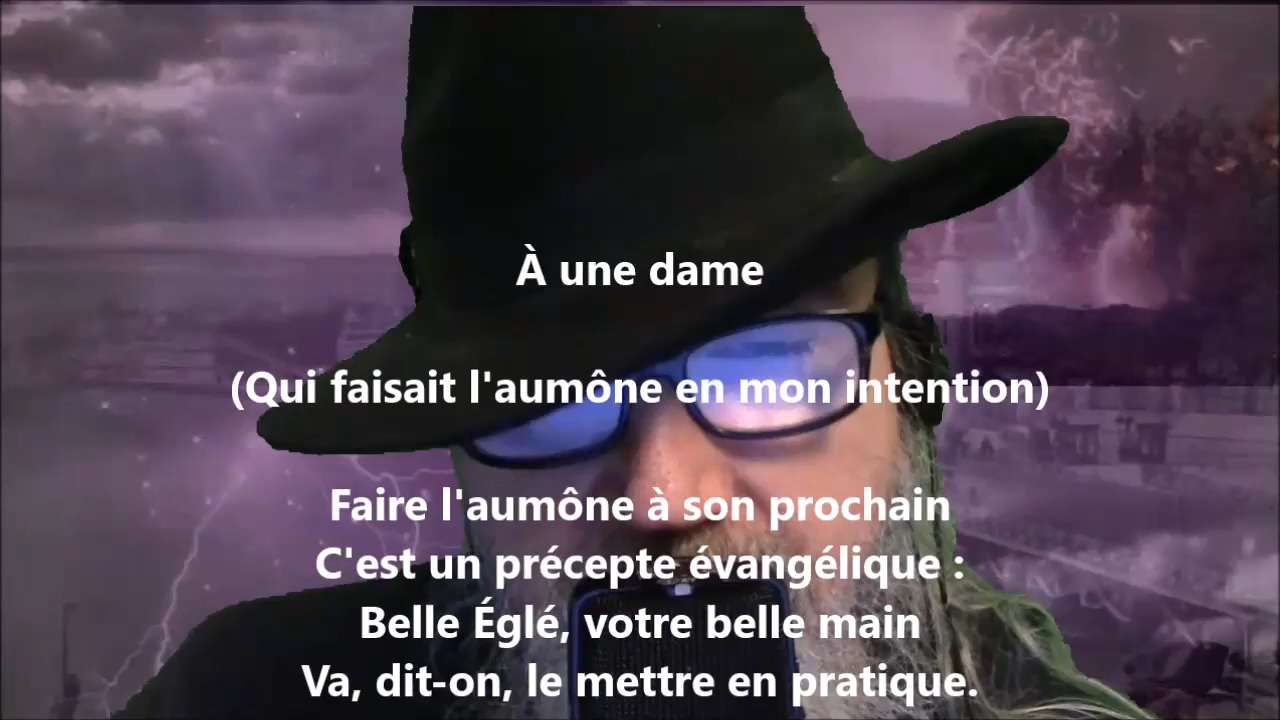 À une dame
(Qui faisait l'aumône en mon intention)
Faire l'aumône à son prochain
C'est un précepte évangélique :
Belle Églé, votre belle main
Va, dit-on, le mettre en pratique.